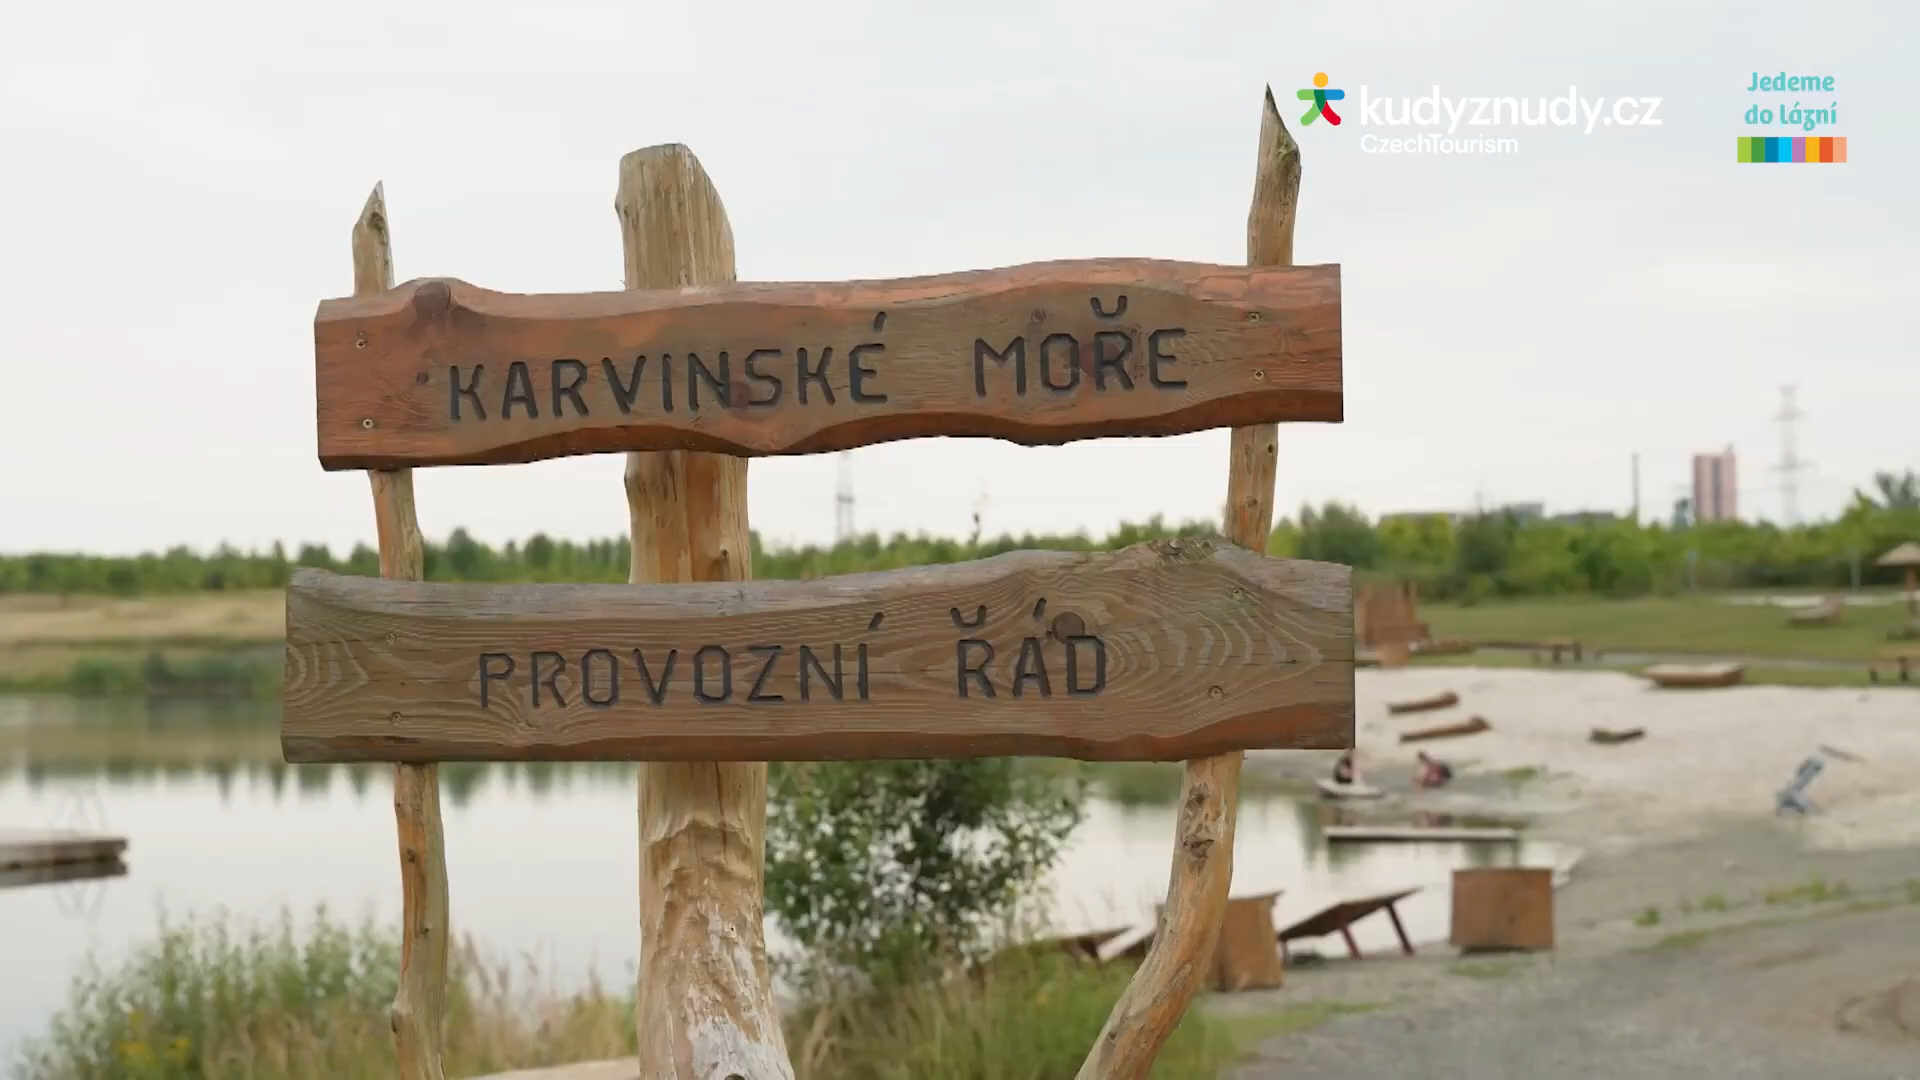 kudyznudy.cz
CzechTourism
Jedeme
do lázní
KARVINSKÉ MOŘE
PROVOZNÍ ŘÁD